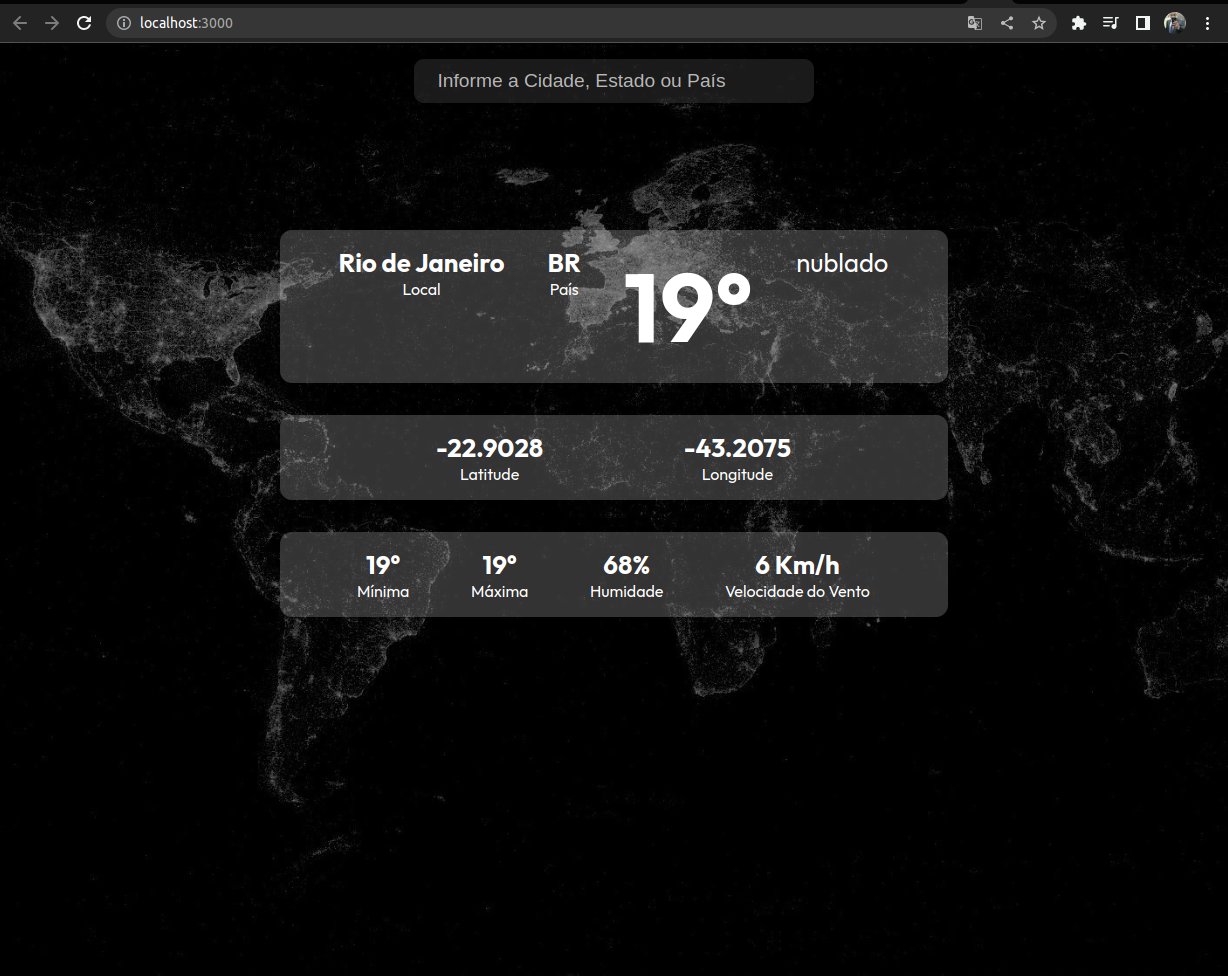 localhost:3000
Informe a Cidade, Estado ou País
Rio de Janeiro
Local
BR
País
19°
nublado
-22.9028
Latitude
-43.2075
Longitude
19°
Mínima
19°
Máxima
68%
Humidade
6 Km/h
Velocidade do Vento